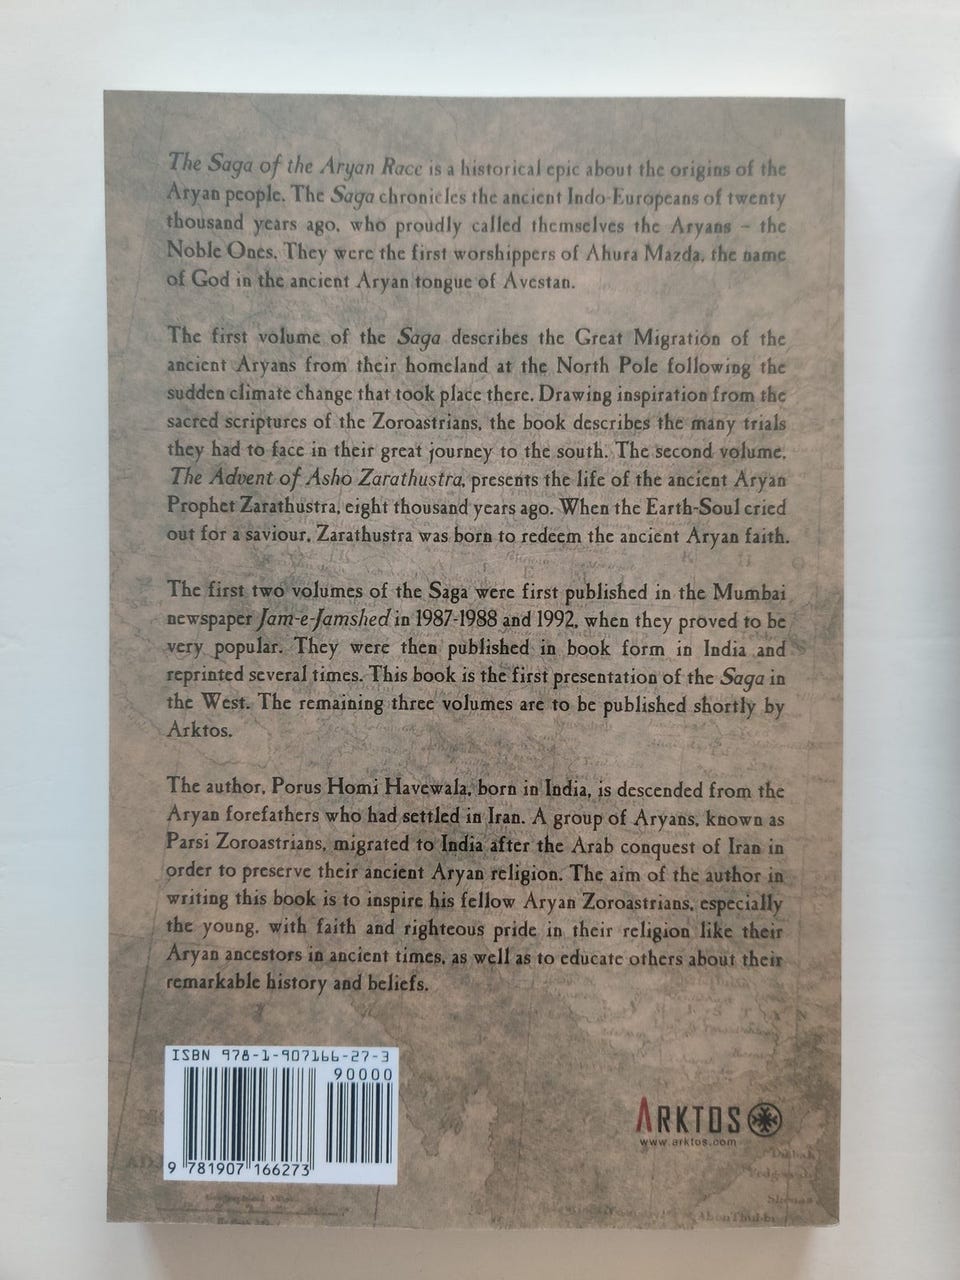 The Saga of the Aryan Race is a historical epic about the origins of the
Aryan people. The Saga chronicles the ancient Indo-Europeans of twenty
thousand years ago, who proudly called themselves the Aryans – the
Noble Ones. They were the first worshippers of Ahura Mazda, the name
of God in the ancient Aryan tongue of Avestan.
The first volume of the Saga describes the Great Migration of the
ancient Aryans from their homeland at the North Pole following the
sudden climate change that took place there. Drawing inspiration from the
sacred scriptures of the Zoroastrians, the book describes the many trials
they had to face in their great journey to the south. The second volume,
The Advent of Asho Zarathustra, presents the life of the ancient Aryan
Prophet Zarathustra, eight thousand years ago. When the Earth-Soul cried
out for a saviour, Zarathustra was born to redeem the ancient Aryan faith.
The first two volumes of the Saga were first published in the Mumbai
newspaper Jam-e-Jamshed in 1987-1988 and 1992, when they proved to be
very popular. They were then published in book form in India and
reprinted several times. This book is the first presentation of the Saga in
the West. The remaining three volumes are to be published shortly by
Arktos.
The author, Porus Homi Havewala, born in India, is descended from the
Aryan forefathers who had settled in Iran. A group of Aryans, known as
Parsi Zoroastrians, migrated to India after the Arab conquest of Iran in
order to preserve their ancient Aryan religion. The aim of the author in
writing this book is to inspire his fellow Aryan Zoroastrians, especially
the young, with faith and righteous pride in their religion like their
Aryan ancestors in ancient times, as well as to educate others about their
remarkable history and beliefs.
ISBN 978-1-907166-27-3
90000
9 781907 166273
ARKTOS
www.arktos.com